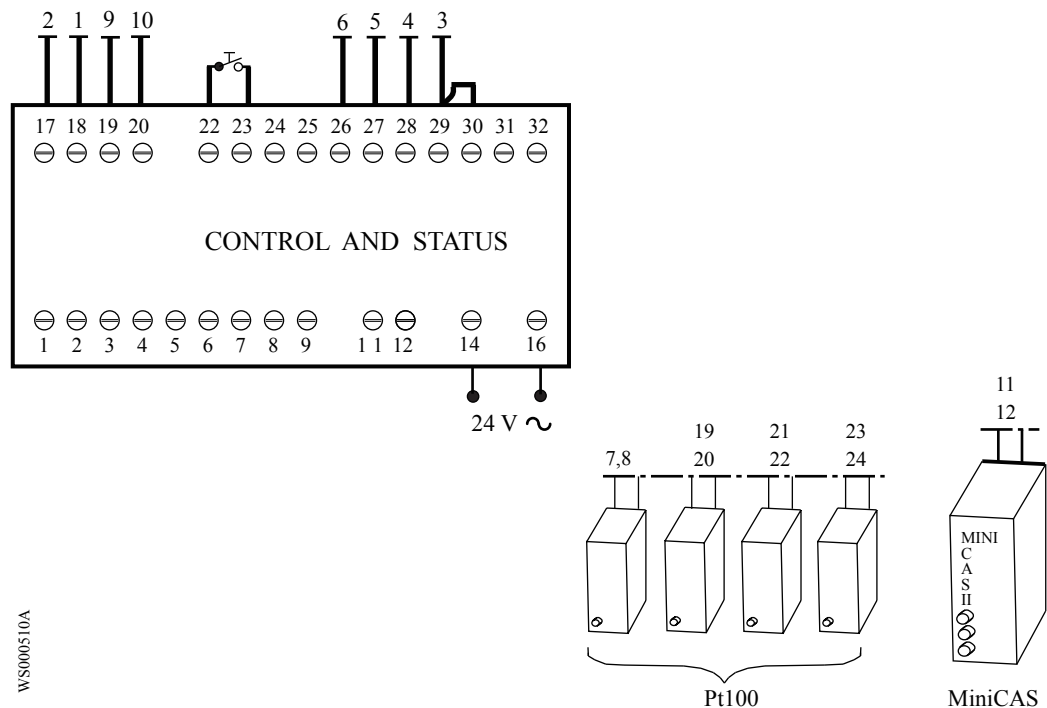 2 1 9 10 6 5 4 3
17 18 19 20 22 23 24 25 26 27 28 29 30 31 32
CONTROL AND STATUS
1 2 3 4 5 6 7 8 9 11 12 14 16
24 V ∿
11
12
19 21 23
7,8 20 22 24
MINI
C
A
S
II
Pt100 MiniCAS
WS000510A